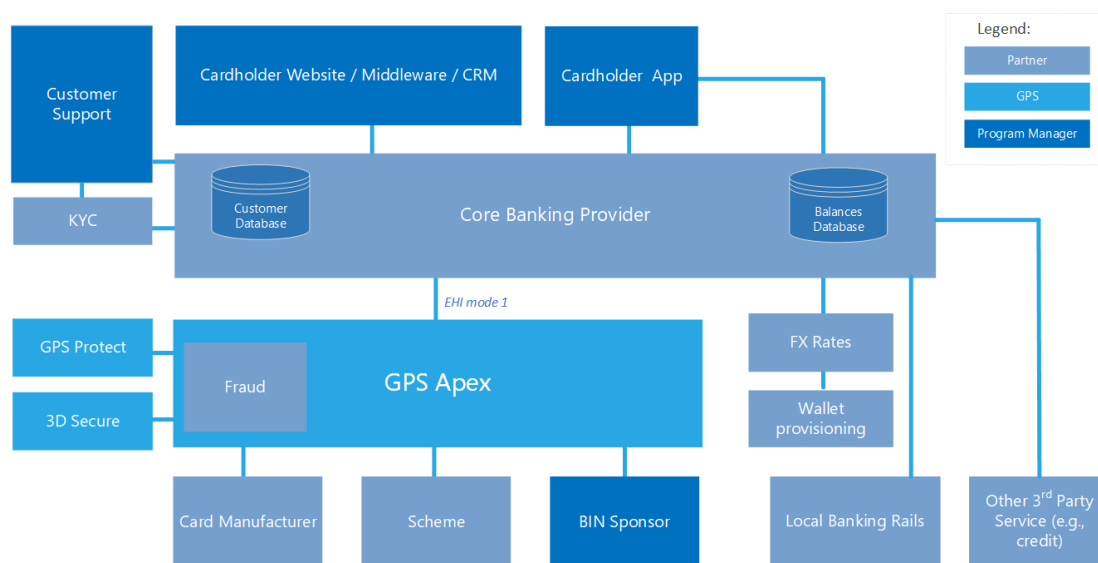 Legend:
Partner
GPS
Program Manager
Customer
Support
Cardholder Website / Middleware / CRM
Cardholder App
KYC
Customer
Database
Core Banking Provider
Balances
Database
EHI mode 1
GPS Protect
3D Secure
Fraud
GPS Apex
FX Rates
Wallet
provisioning
Card Manufacturer
Scheme
BIN Sponsor
Local Banking Rails
Other 3rd Party
Service (e.g.,
credit)